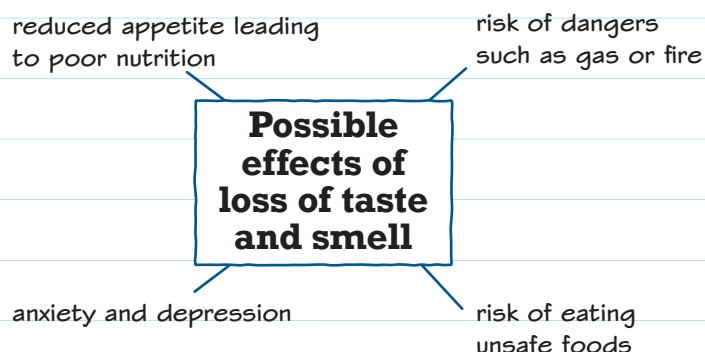 reduced appetite leading
to poor nutrition
risk of dangers
such as gas or fire
Possible
effects of
loss of taste
and smell
anxiety and depression
risk of eating
unsafe foods